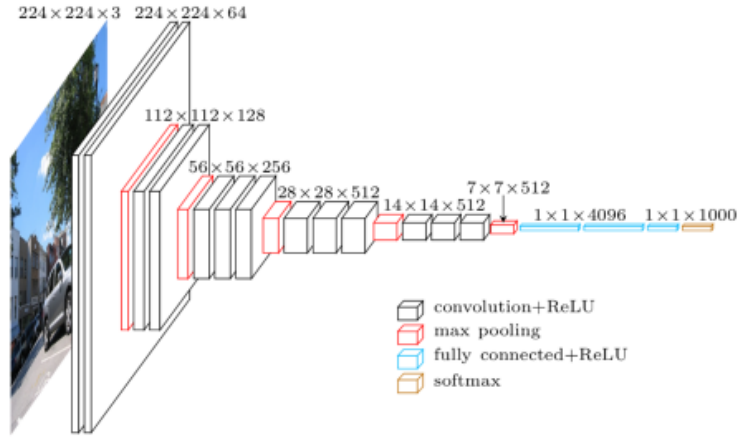 224×224×3
224×224×64
112×112×128
56×56×256
28×28×512
14×14×512
7×7×512
1×1×4096
1×1×1000
convolution+ReLU
max pooling
fully connected+ReLU
softmax